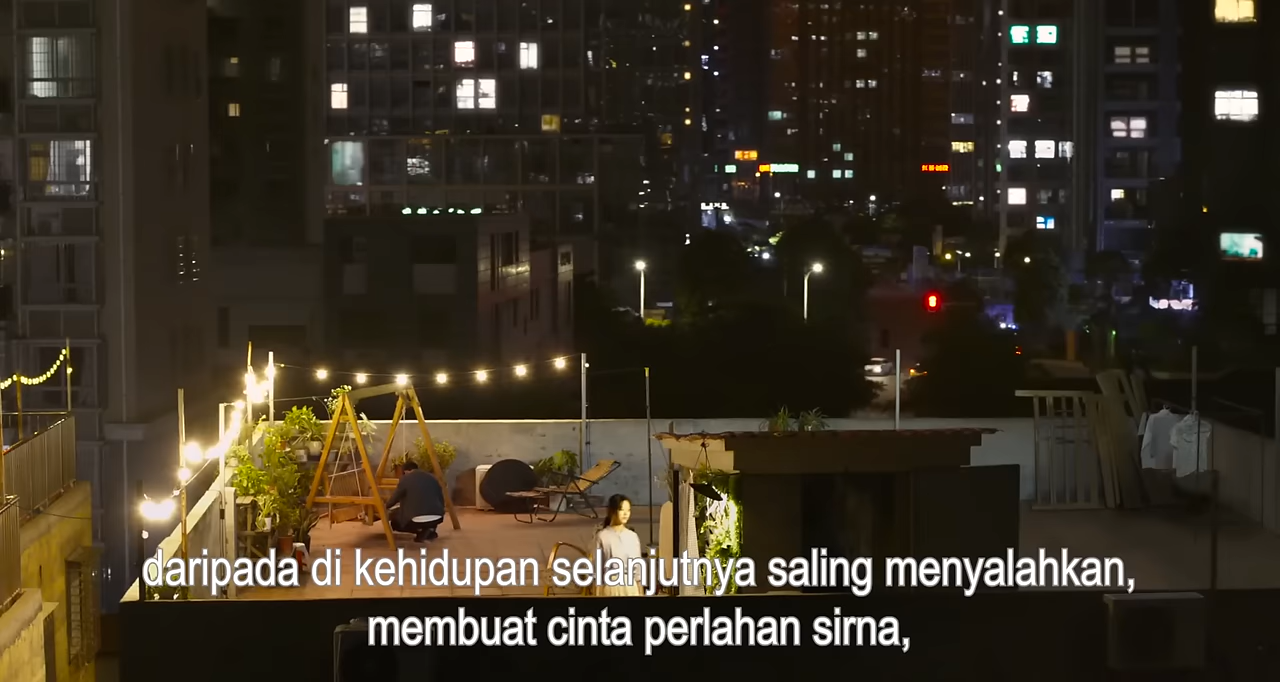 daripada di kehidupan selanjutnya saling menyalahkan,
membuat cinta perlahan sirna,